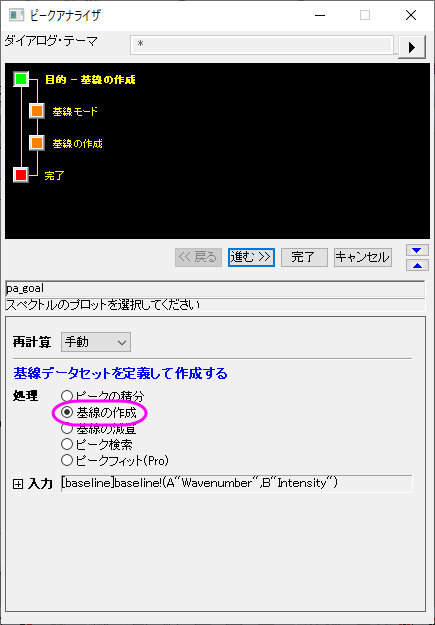 ピークアナライザ
ダイアログ・テーマ
*
目的 - 基線の作成
基線モード
基線の作成
完了
<< 戻る 進む >> 完了 キャンセル
pa_goal
スペクトルのプロットを選択してください
再計算 手動
基線データセットを定義して作成する
処理 ピークの積分
基線の作成
基線の減算
ピーク検索
ピークフィット(Pro)
入力 [baseline]baseline!(A"Wavenumber",B"Intensity")